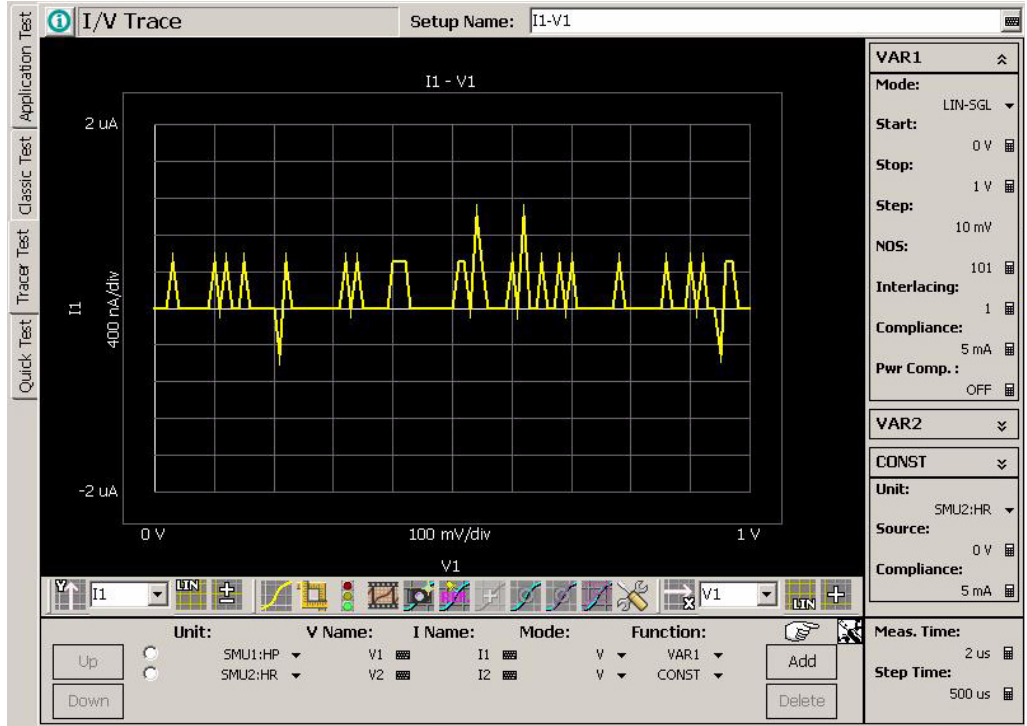 I/V Trace
Setup Name: I1-V1
Application Test
Classic Test
Tracer Test
Quick Test
I1 - V1
2 uA
I1
400 nA/div
-2 uA
0 V 100 mV/div 1 V
V1
VAR1
Mode:
LIN-SGL
Start:
0 V
Stop:
1 V
Step:
10 mV
NOS:
101
Interlacing:
1
Compliance:
5 mA
Pwr Comp. :
OFF
VAR2
CONST
Unit:
SMU2:HR
Source:
0 V
Compliance:
5 mA
Y I1 LIN X V1 LIN
Unit: V Name: I Name: Mode: Function:
Up SMU1:HP V1 I1 V VAR1 Add
SMU2:HR V2 I2 V CONST
Down Delete
Meas. Time:
2 us
Step Time:
500 us